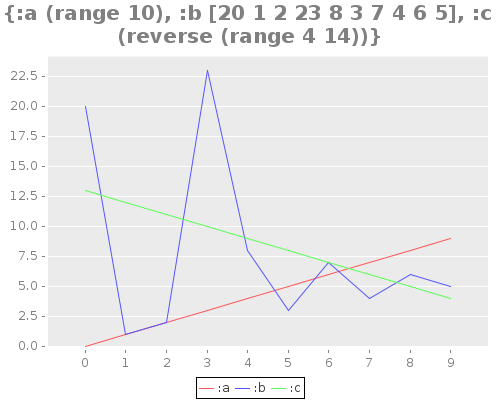 {:a (range 10), :b [20 1 2 23 8 3 7 4 6 5], :c
(reverse (range 4 14))}
22.5
20.0
17.5
15.0
12.5
10.0
7.5
5.0
2.5
0.0
0 1 2 3 4 5 6 7 8 9
:a :b :c